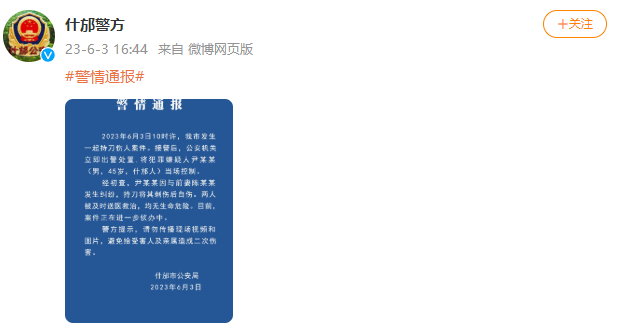 什邡警方
+关注
23-6-3 16:44 来自 微博网页版
#警情通报#
什邡公安
警情通报
2023年6月3日10时许，我市发生
一起持刀伤人案件。接警后，公安机关
立即出警处置，将犯罪嫌疑人尹某某
（男，45岁，什邡人）当场控制。
经初查，尹某某因与前妻陈某某
发生纠纷，持刀将其刺伤后自伤。两人
被及时送医救治，均无生命危险。目前，
案件正在进一步侦办中。
警方提示，请勿传播现场视频和
图片，避免给受害人及亲属造成二次伤
害。
什邡市公安局
2023年6月3日